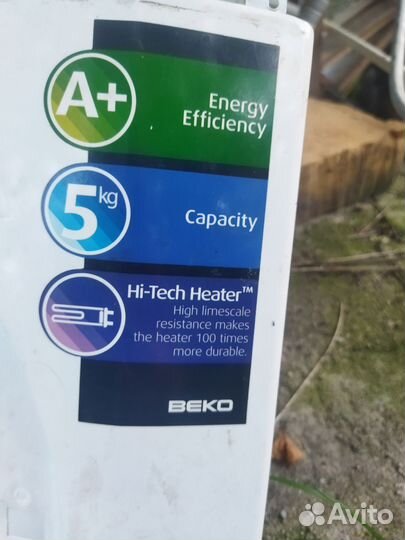 A+
Energy
Efficiency
5kg
Capacity
Hi-Tech Heater™
High limescale
resistance makes
the heater 100 times
more durable.
BEKO
Avito